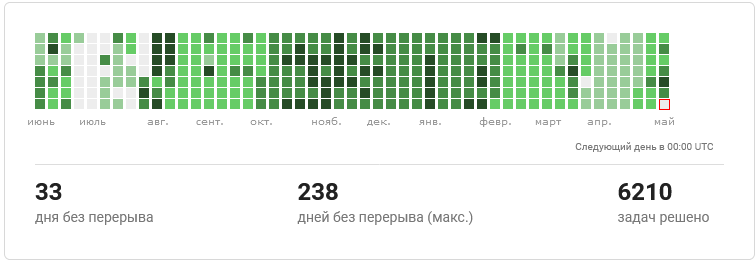 июнь июль авг. сент. окт. нояб. дек. янв. февр. март апр. май
Следующий день в 00:00 UTC
33 238 6210
дня без перерыва дней без перерыва (макс.) задач решено